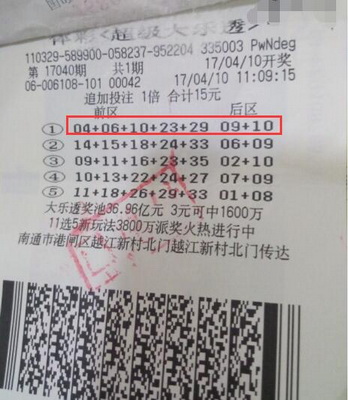 体彩<超级大乐透>
110329-589900-058237-952204 335003 PwNdeg
第 17040期 共1期 17/04/10开奖
06-006108-101 00042 17/04/10 11:09:15
追加投注 1倍 合计15元
前区 后区
① 04+06+10+23+29 09+10
② 14+15+18+24+33 06+09
③ 09+11+16+23+35 02+10
④ 10+13+22+24+27 07+09
⑤ 11+18+26+29+33 01+08
大乐透奖池36.96亿元 3元可中1600万
11选5新玩法3800万派奖火热进行中
南通市港闸区越江新村北门越江新村北门传达